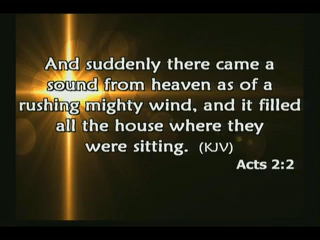 And suddenly there came a
sound from heaven as of a
rushing mighty wind, and it filled
all the house where they
were sitting. (KJV)
Acts 2:2